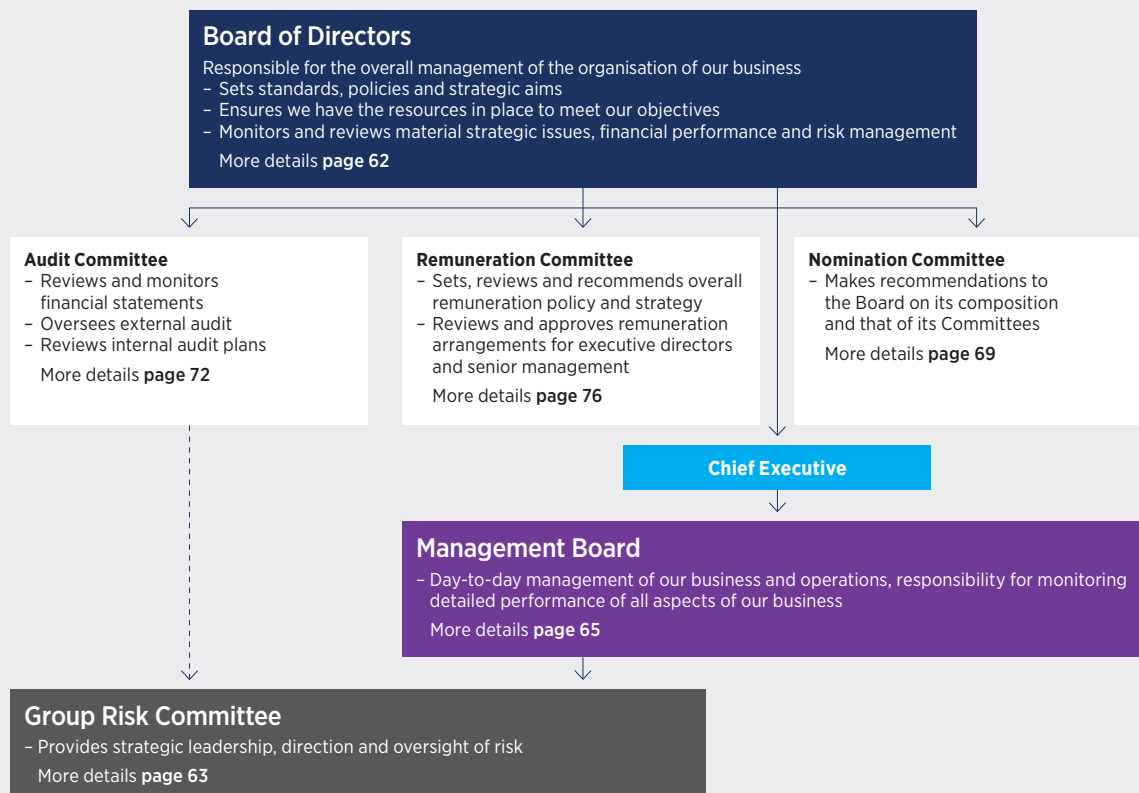 Board of Directors
Responsible for the overall management of the organisation of our business
– Sets standards, policies and strategic aims
– Ensures we have the resources in place to meet our objectives
– Monitors and reviews material strategic issues, financial performance and risk management
More details page 62
Audit Committee
– Reviews and monitors
financial statements
– Oversees external audit
– Reviews internal audit plans
More details page 72
Remuneration Committee
– Sets, reviews and recommends overall
remuneration policy and strategy
– Reviews and approves remuneration
arrangements for executive directors
and senior management
More details page 76
Nomination Committee
– Makes recommendations to
the Board on its composition
and that of its Committees
More details page 69
Chief Executive
Management Board
– Day-to-day management of our business and operations, responsibility for monitoring
detailed performance of all aspects of our business
More details page 65
Group Risk Committee
– Provides strategic leadership, direction and oversight of risk
More details page 63